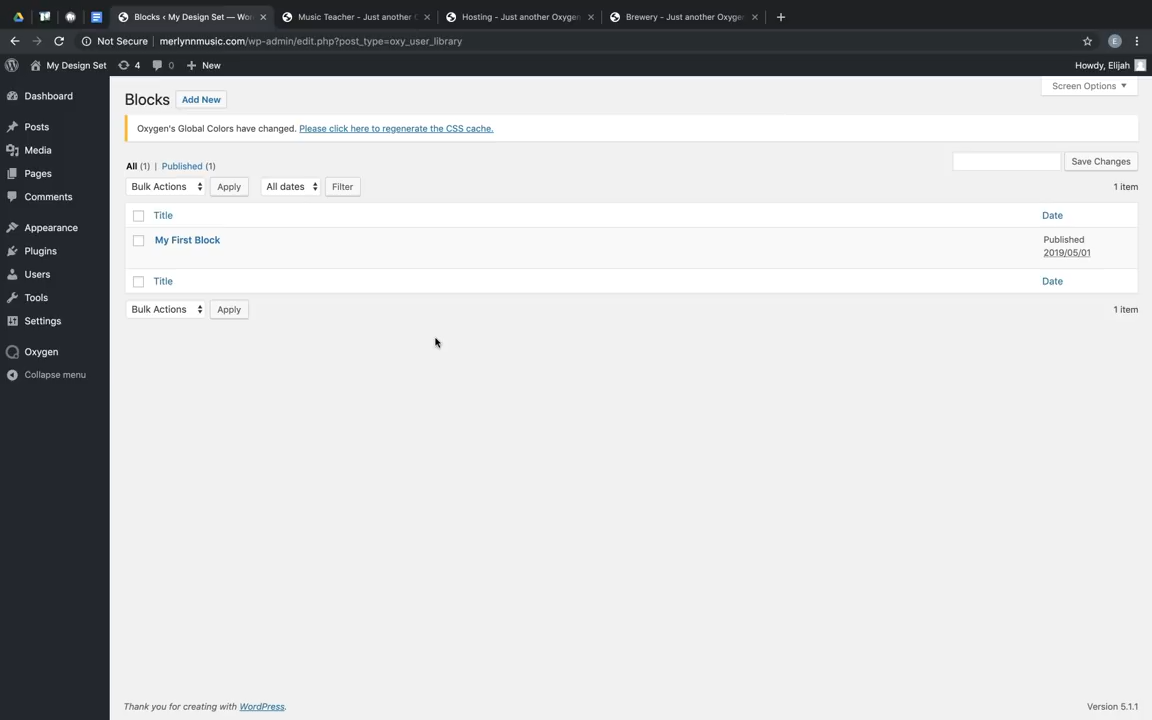 Blocks ‹ My Design Set — Wo
Music Teacher - Just another
Hosting - Just another Oxygen
Brewery - Just another Oxyge
Not Secure
merlynnmusic.com/wp-admin/edit.php?post_type=oxy_user_library
E
My Design Set
4
0
New
Howdy, Elijah
Dashboard
Posts
Media
Pages
Comments
Appearance
Plugins
Users
Tools
Settings
Oxygen
Collapse menu
Screen Options
Blocks
Add New
Oxygen's Global Colors have changed. Please click here to regenerate the CSS cache.
All (1) | Published (1)
Save Changes
Bulk Actions
Apply
All dates
Filter
1 item
Title
Date
My First Block
Published
2019/05/01
Title
Date
Bulk Actions
Apply
1 item
Thank you for creating with WordPress.
Version 5.1.1